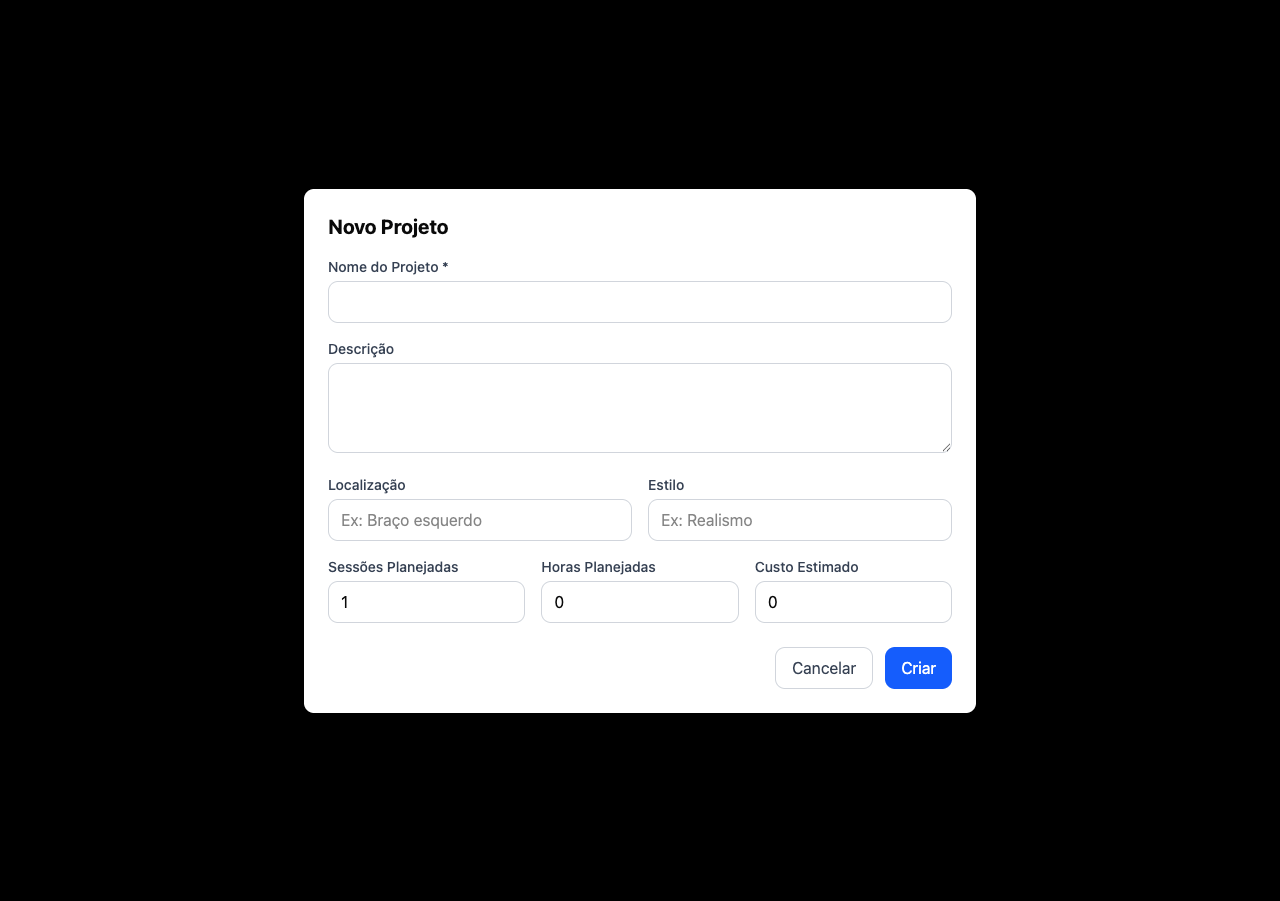 Novo Projeto
Nome do Projeto *
Descrição
Localização Estilo
Ex: Braço esquerdo Ex: Realismo
Sessões Planejadas Horas Planejadas Custo Estimado
1 0 0
Cancelar Criar